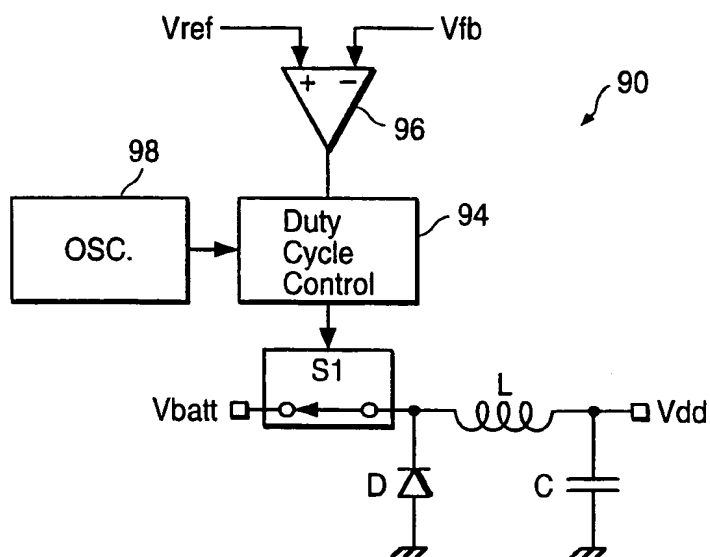 Vref
Vfb
+ −
96
90
98
OSC.
Duty
Cycle
Control
94
S1
Vbatt
L
Vdd
D
C